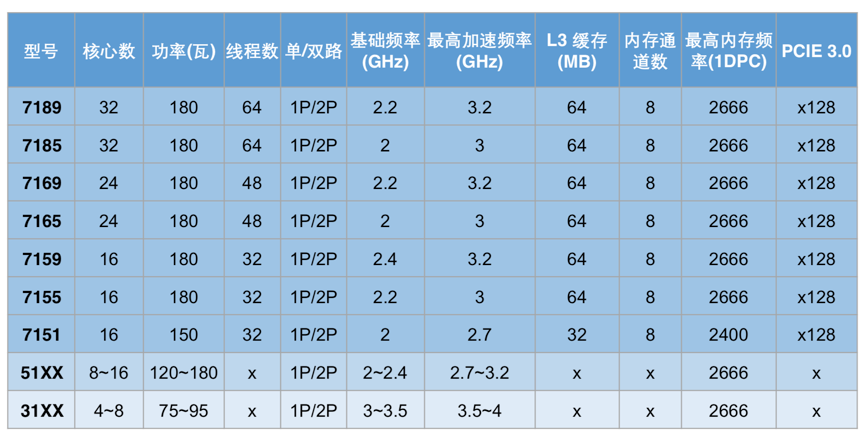 型号 核心数 功率(瓦) 线程数 单/双路 基础频率(GHz) 最高加速频率(GHz) L3 缓存(MB) 内存通道数 最高内存频率(1DPC) PCIE 3.0
7189 32 180 64 1P/2P 2.2 3.2 64 8 2666 x128
7185 32 180 64 1P/2P 2 3 64 8 2666 x128
7169 24 180 48 1P/2P 2.2 3.2 64 8 2666 x128
7165 24 180 48 1P/2P 2 3 64 8 2666 x128
7159 16 180 32 1P/2P 2.4 3.2 64 8 2666 x128
7155 16 180 32 1P/2P 2.2 3 64 8 2666 x128
7151 16 150 32 1P/2P 2 2.7 32 8 2400 x128
51XX 8~16 120~180 x 1P/2P 2~2.4 2.7~3.2 x x 2666 x
31XX 4~8 75~95 x 1P/2P 3~3.5 3.5~4 x x 2666 x